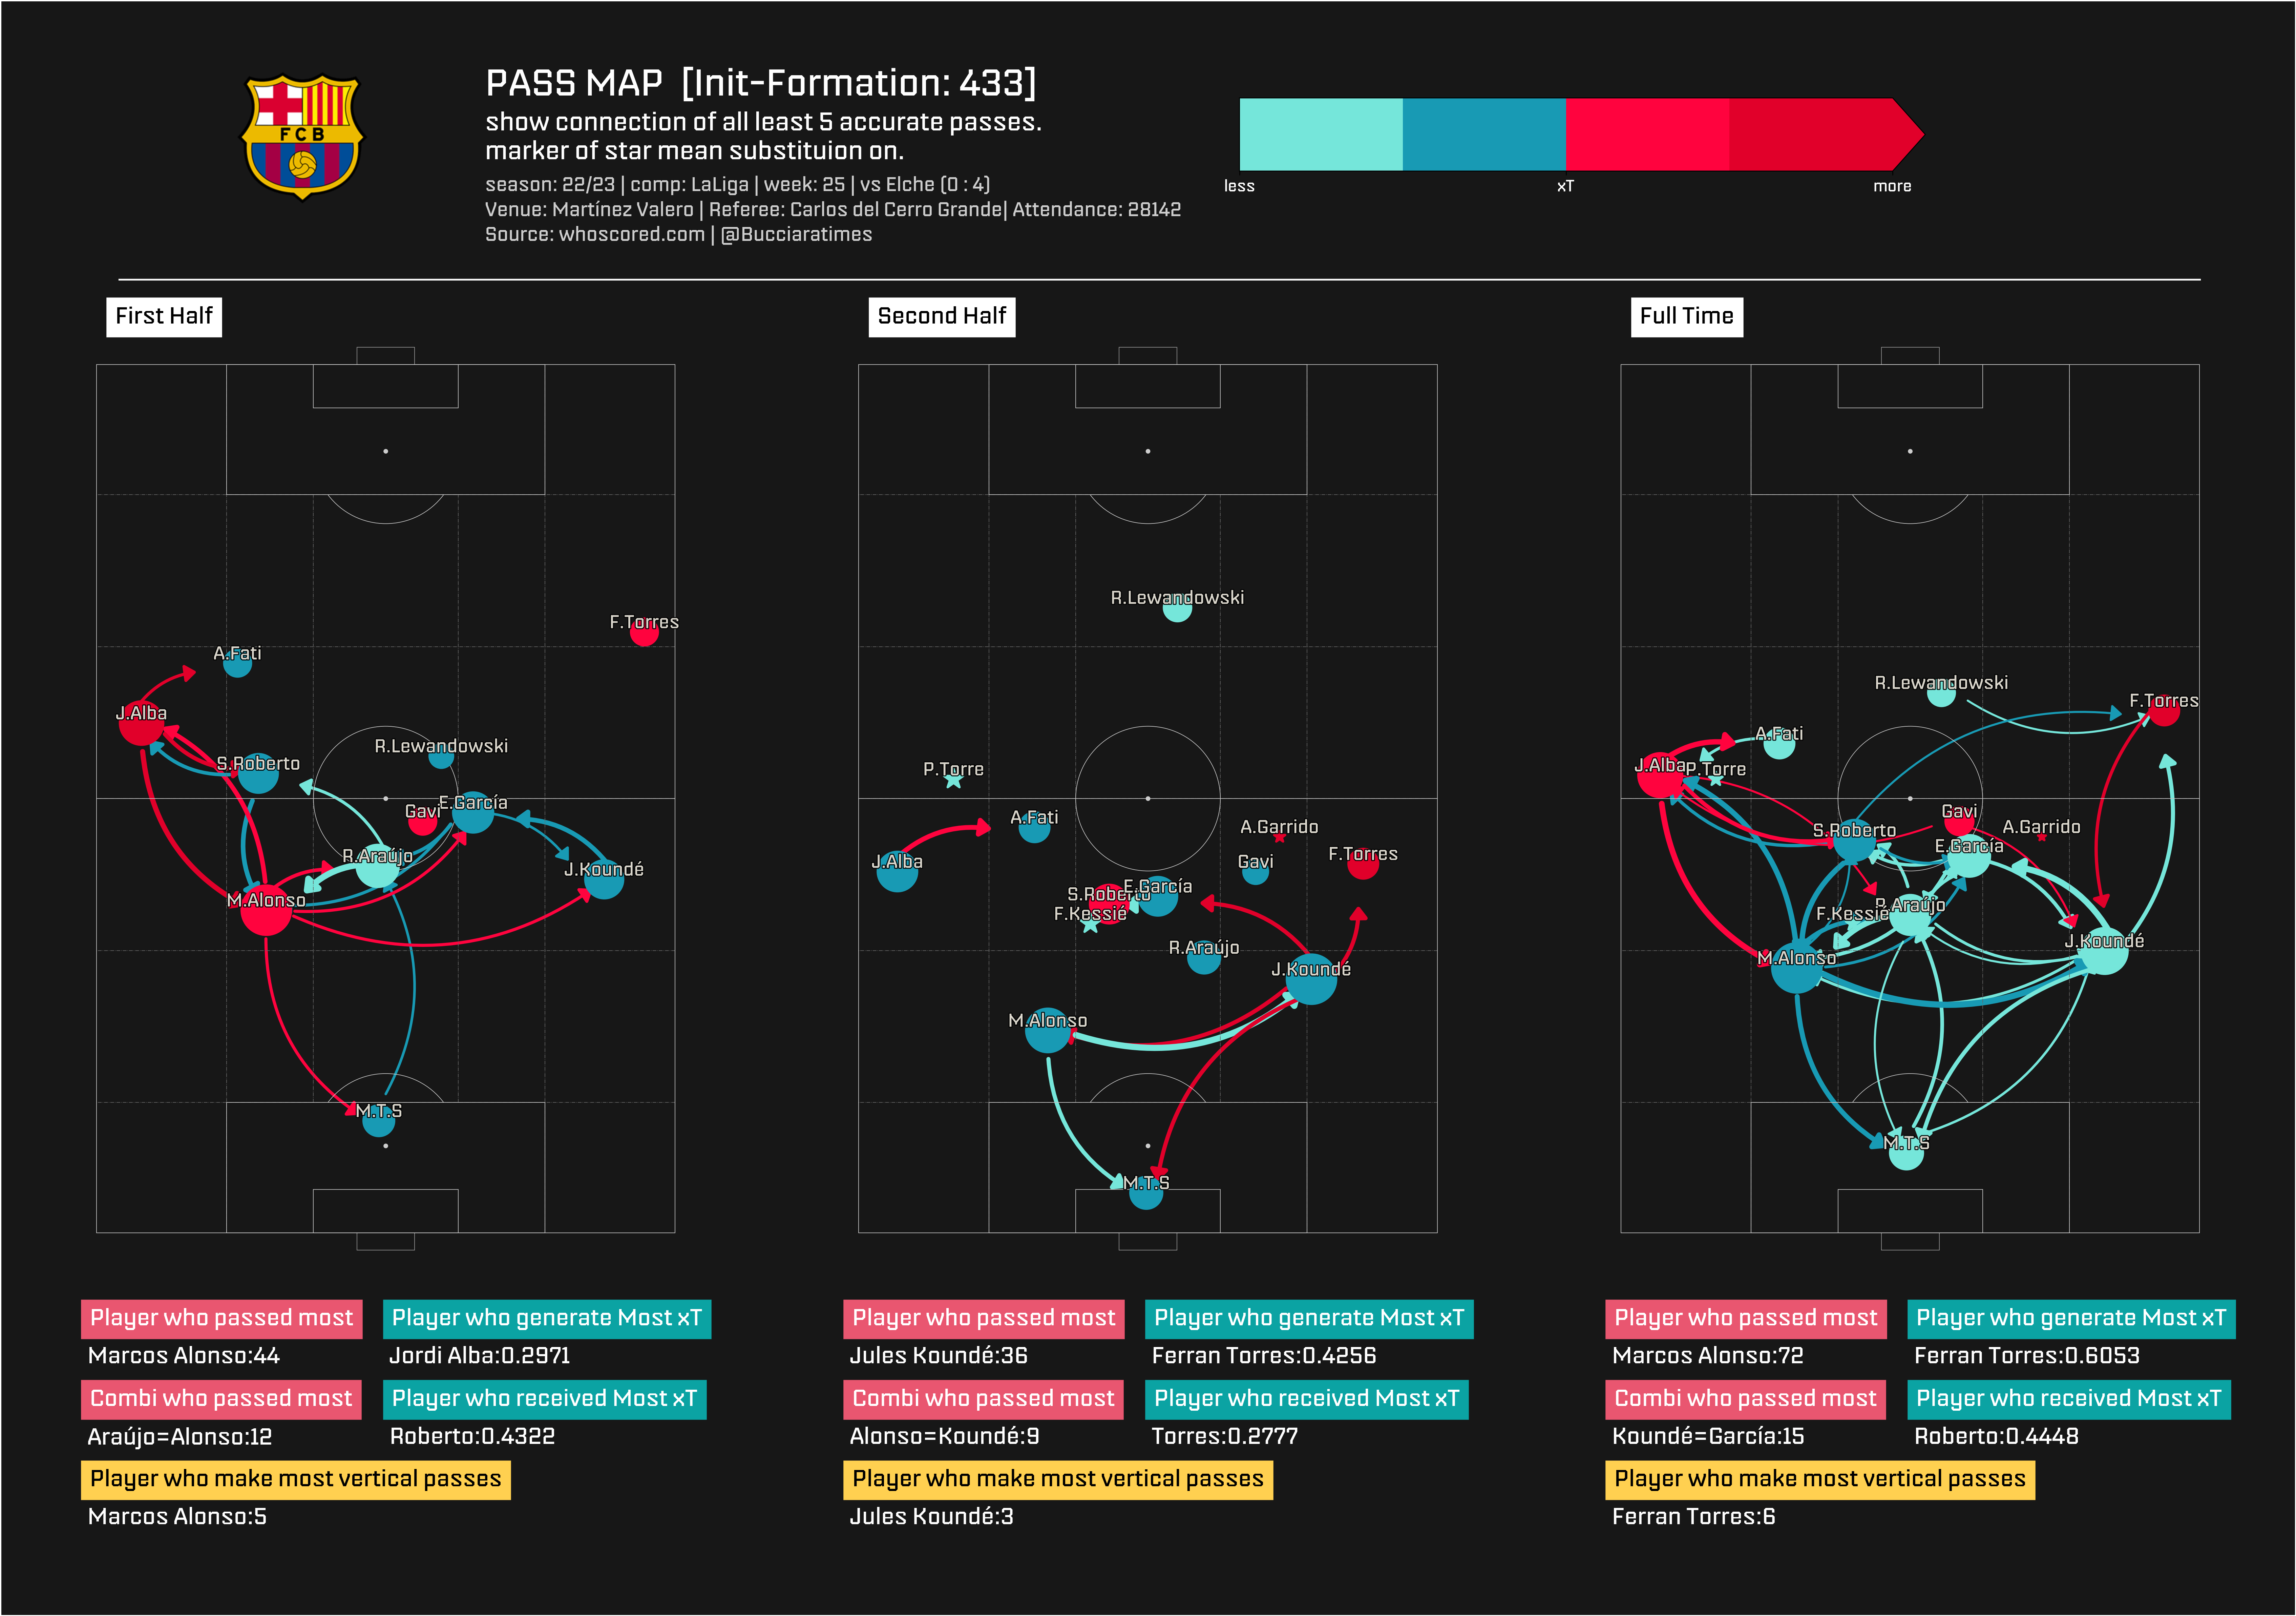 FCB
PASS MAP [Init-Formation: 433]
show connection of all least 5 accurate passes.
marker of star mean substituion on.
season: 22/23 | comp: LaLiga | week: 25 | vs Elche (0 : 4)
Venue: Martínez Valero | Referee: Carlos del Cerro Grande| Attendance: 28142
Source: whoscored.com | @Bucciaratimes
less xT more
First Half
F.Torres
A.Fati
J.Alba
R.Lewandowski
S.Roberto
E.García
Gavi
R.Araújo
J.Koundé
M.Alonso
M.T.S
Player who passed most
Marcos Alonso:44
Player who generate Most xT
Jordi Alba:0.2971
Combi who passed most
Araújo=Alonso:12
Player who received Most xT
Roberto:0.4322
Player who make most vertical passes
Marcos Alonso:5
Second Half
R.Lewandowski
P.Torre
A.Fati
A.Garrido
F.Torres
J.Alba
Gavi
E.García
S.Roberto
F.Kessié
R.Araújo
J.Koundé
M.Alonso
M.T.S
Player who passed most
Jules Koundé:36
Player who generate Most xT
Ferran Torres:0.4256
Combi who passed most
Alonso=Koundé:9
Player who received Most xT
Torres:0.2777
Player who make most vertical passes
Jules Koundé:3
Full Time
R.Lewandowski
F.Torres
A.Fati
J.Alba
P.Torre
Gavi
S.Roberto
A.Garrido
E.García
R.Araújo
F.Kessié
J.Koundé
M.Alonso
M.T.S
Player who passed most
Marcos Alonso:72
Player who generate Most xT
Ferran Torres:0.6053
Combi who passed most
Koundé=García:15
Player who received Most xT
Roberto:0.4448
Player who make most vertical passes
Ferran Torres:6